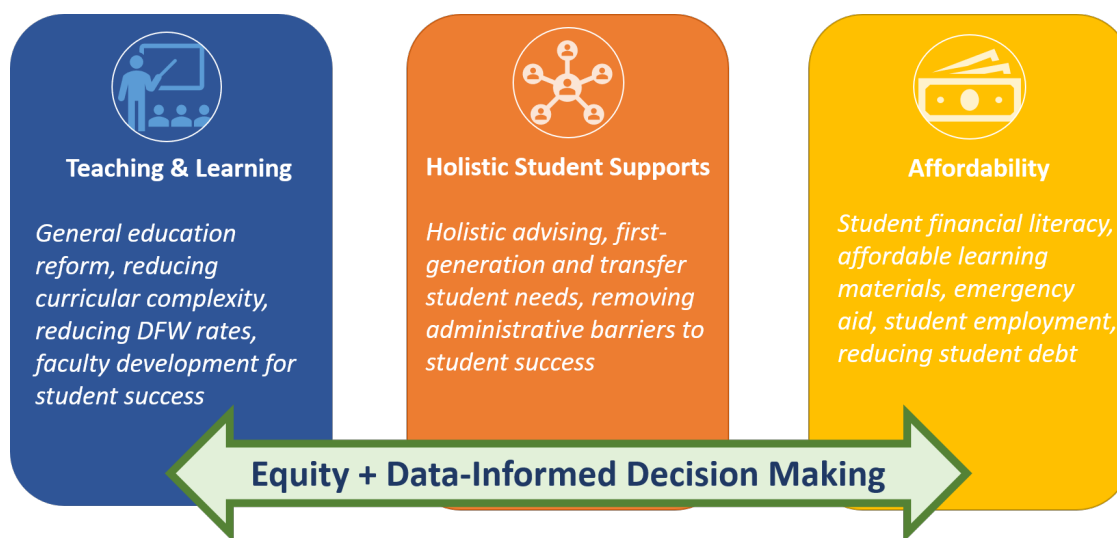 Teaching & Learning
General education
reform, reducing
curricular complexity,
reducing DFW rates,
faculty development for
student success
Holistic Student Supports
Holistic advising, first-
generation and transfer
student needs, removing
administrative barriers to
student success
Affordability
Student financial literacy,
affordable learning
materials, emergency
aid, student employment,
reducing student debt
Equity + Data-Informed Decision Making